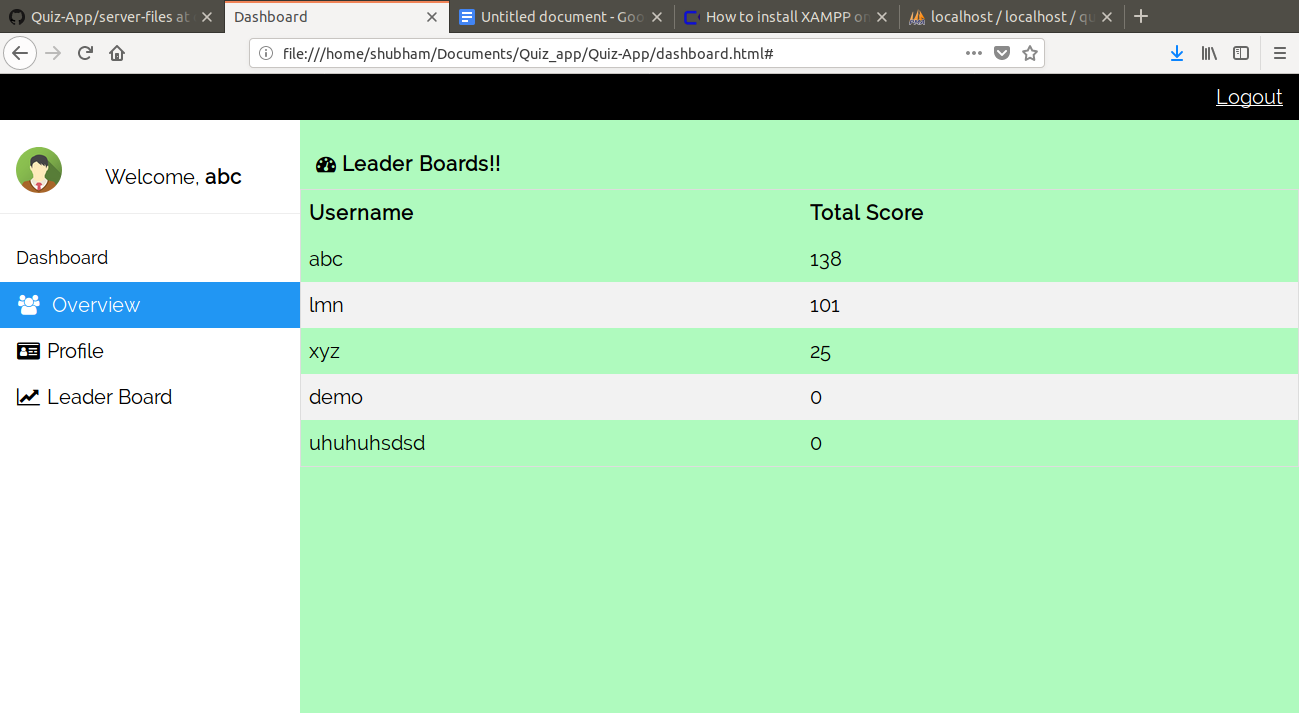 Quiz-App/server-files at
Dashboard
Untitled document - Goo
How to install XAMPP on
localhost / localhost / qu
file:///home/shubham/Documents/Quiz_app/Quiz-App/dashboard.html#
Logout
Welcome, abc
Dashboard
Overview
Profile
Leader Board
Leader Boards!!
Username Total Score
abc 138
lmn 101
xyz 25
demo 0
uhuhuhsdsd 0